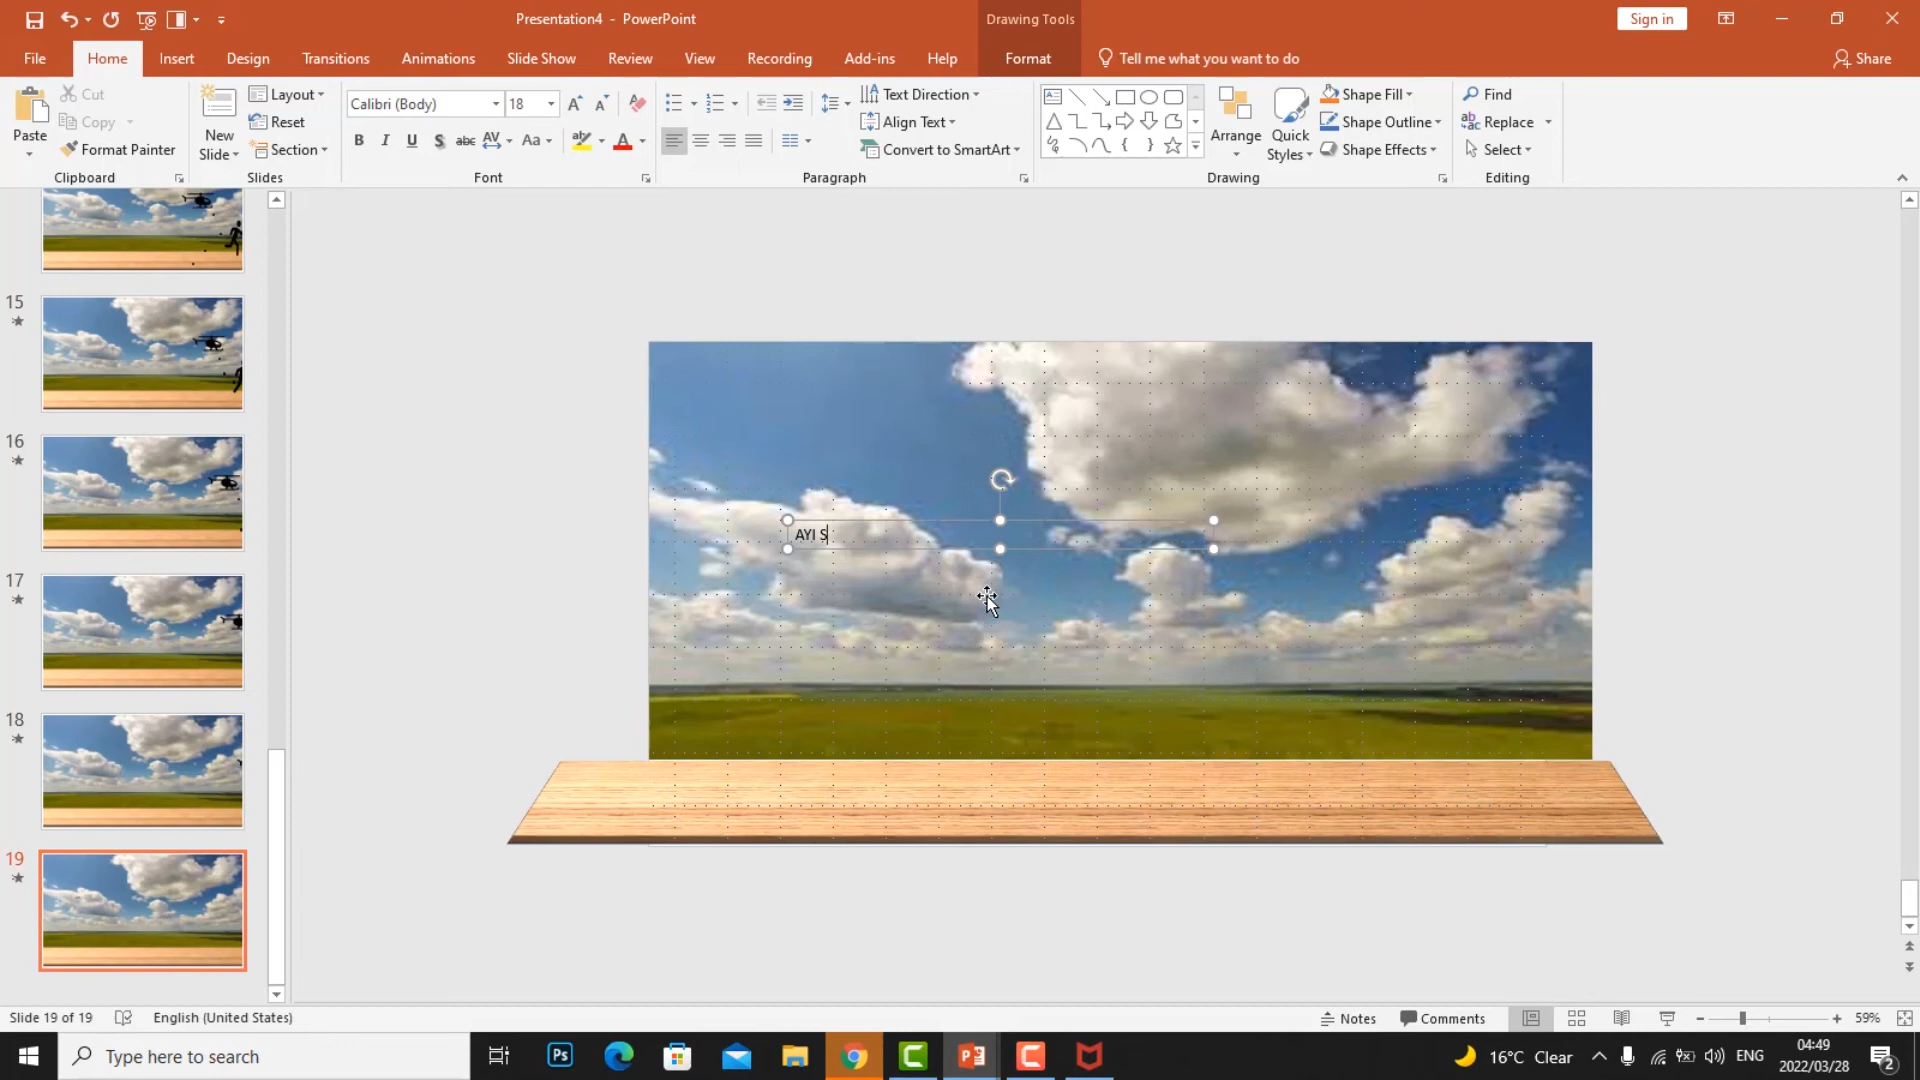 Presentation4 - PowerPoint
Drawing Tools
Sign in
File
Home
Insert
Design
Transitions
Animations
Slide Show
Review
View
Recording
Add-ins
Help
Format
Tell me what you want to do
Share
Paste
Cut
Copy
Format Painter
Clipboard
New
Slide
Layout
Reset
Section
Slides
Calibri (Body)
18
B I U S abc AV Aa A
Font
Text Direction
Align Text
Convert to SmartArt
Paragraph
Arrange
Quick
Styles
Shape Fill
Shape Outline
Shape Effects
Drawing
Find
Replace
Select
Editing
15
16
17
18
19
AYI S
Slide 19 of 19
English (United States)
Notes
Comments
59%
Type here to search
Ps
16°C Clear
ENG
04:49
2022/03/28
2